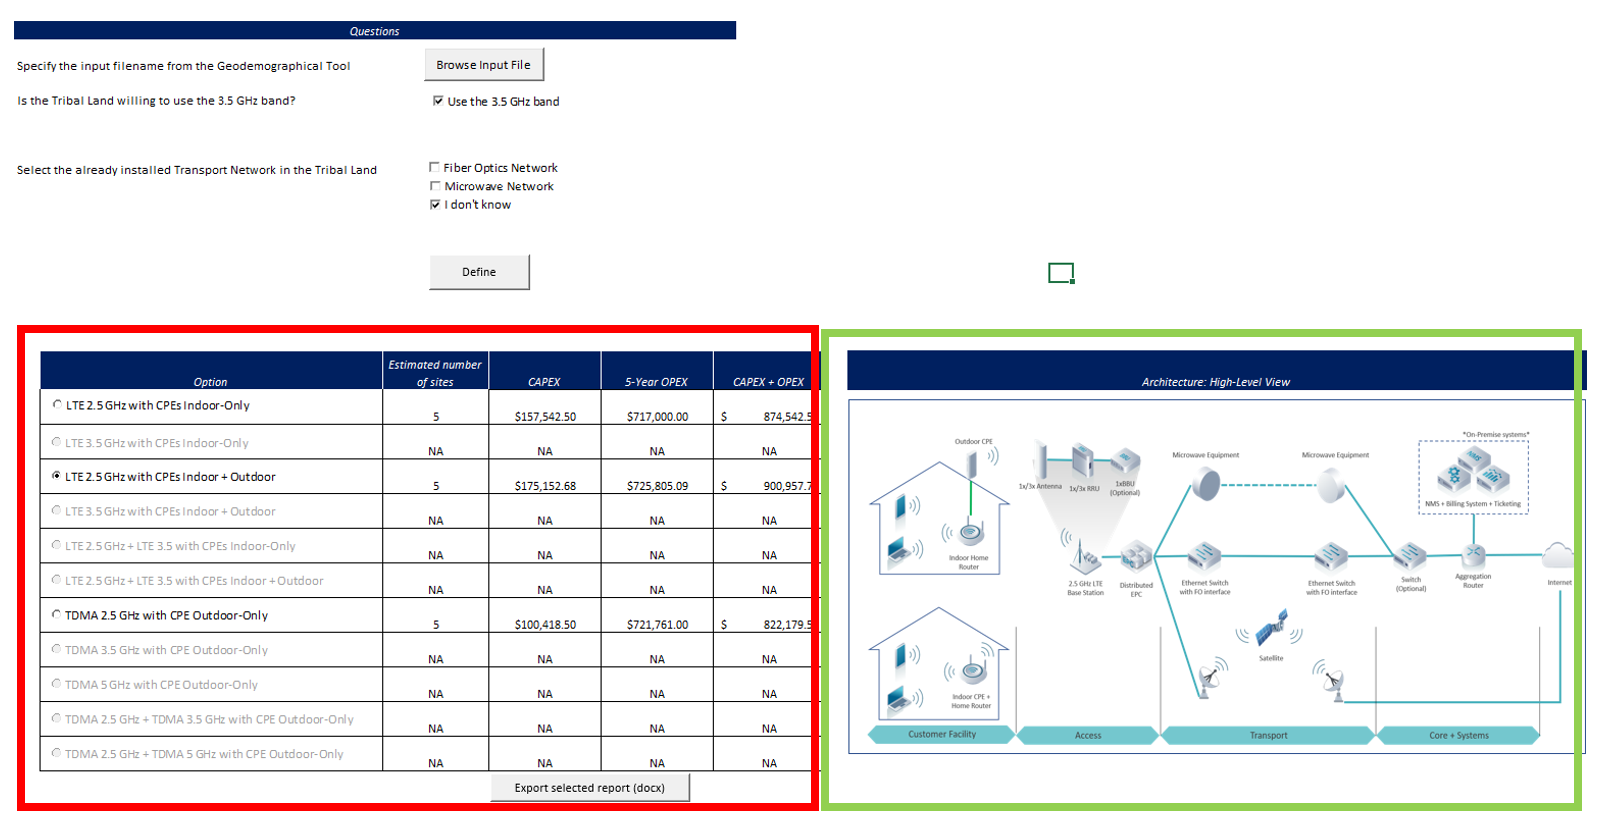 Questions
Specify the input filename from the Geodemographical Tool
Browse Input File
Is the Tribal Land willing to use the 3.5 GHz band?
Use the 3.5 GHz band
Select the already installed Transport Network in the Tribal Land
Fiber Optics Network
Microwave Network
I don't know
Define
Option Estimated number of sites CAPEX 5-Year OPEX CAPEX + OPEX
LTE 2.5 GHz with CPEs Indoor-Only 5 $157,542.50 $717,000.00 $ 874,542.5
LTE 3.5 GHz with CPEs Indoor-Only NA NA NA NA
LTE 2.5GHz with CPEs Indoor + Outdoor 5 $175,152.68 $725,805.09 $ 900,957.7
LTE 3.5 GHz with CPEs Indoor + Outdoor NA NA NA NA
LTE 2.5 GHz + LTE 3.5 with CPEs Indoor-Only NA NA NA NA
LTE 2.5 GHz + LTE 3.5 with CPEs Indoor + Outdoor NA NA NA NA
TDMA 2.5 GHz with CPE Outdoor-Only 5 $100,418.50 $721,761.00 $ 822,179.5
TDMA 3.5 GHz with CPE Outdoor-Only NA NA NA NA
TDMA 5 GHz with CPE Outdoor-Only NA NA NA NA
TDMA 2.5 GHz + TDMA 3.5 GHz with CPE Outdoor-Only NA NA NA NA
TDMA 2.5 GHz + TDMA 5 GHz with CPE Outdoor-Only NA NA NA NA
Export selected report (docx)
Architecture: High-Level View
*On-Premise systems*
Outdoor CPE
Microwave Equipment
Microwave Equipment
1x/3x Antenna
1x/3x RRU
1xBBU
(Optional)
NMS
NMS + Billing System + Ticketing
Indoor Home
Router
2.5 GHz LTE
Base Station
Distributed
EPC
Ethernet Switch
with FO interface
Ethernet Switch
with FO interface
Switch
(Optional)
Aggregation
Router
Internet
Satellite
Indoor CPE +
Home Router
Customer Facility
Access
Transport
Core + Systems